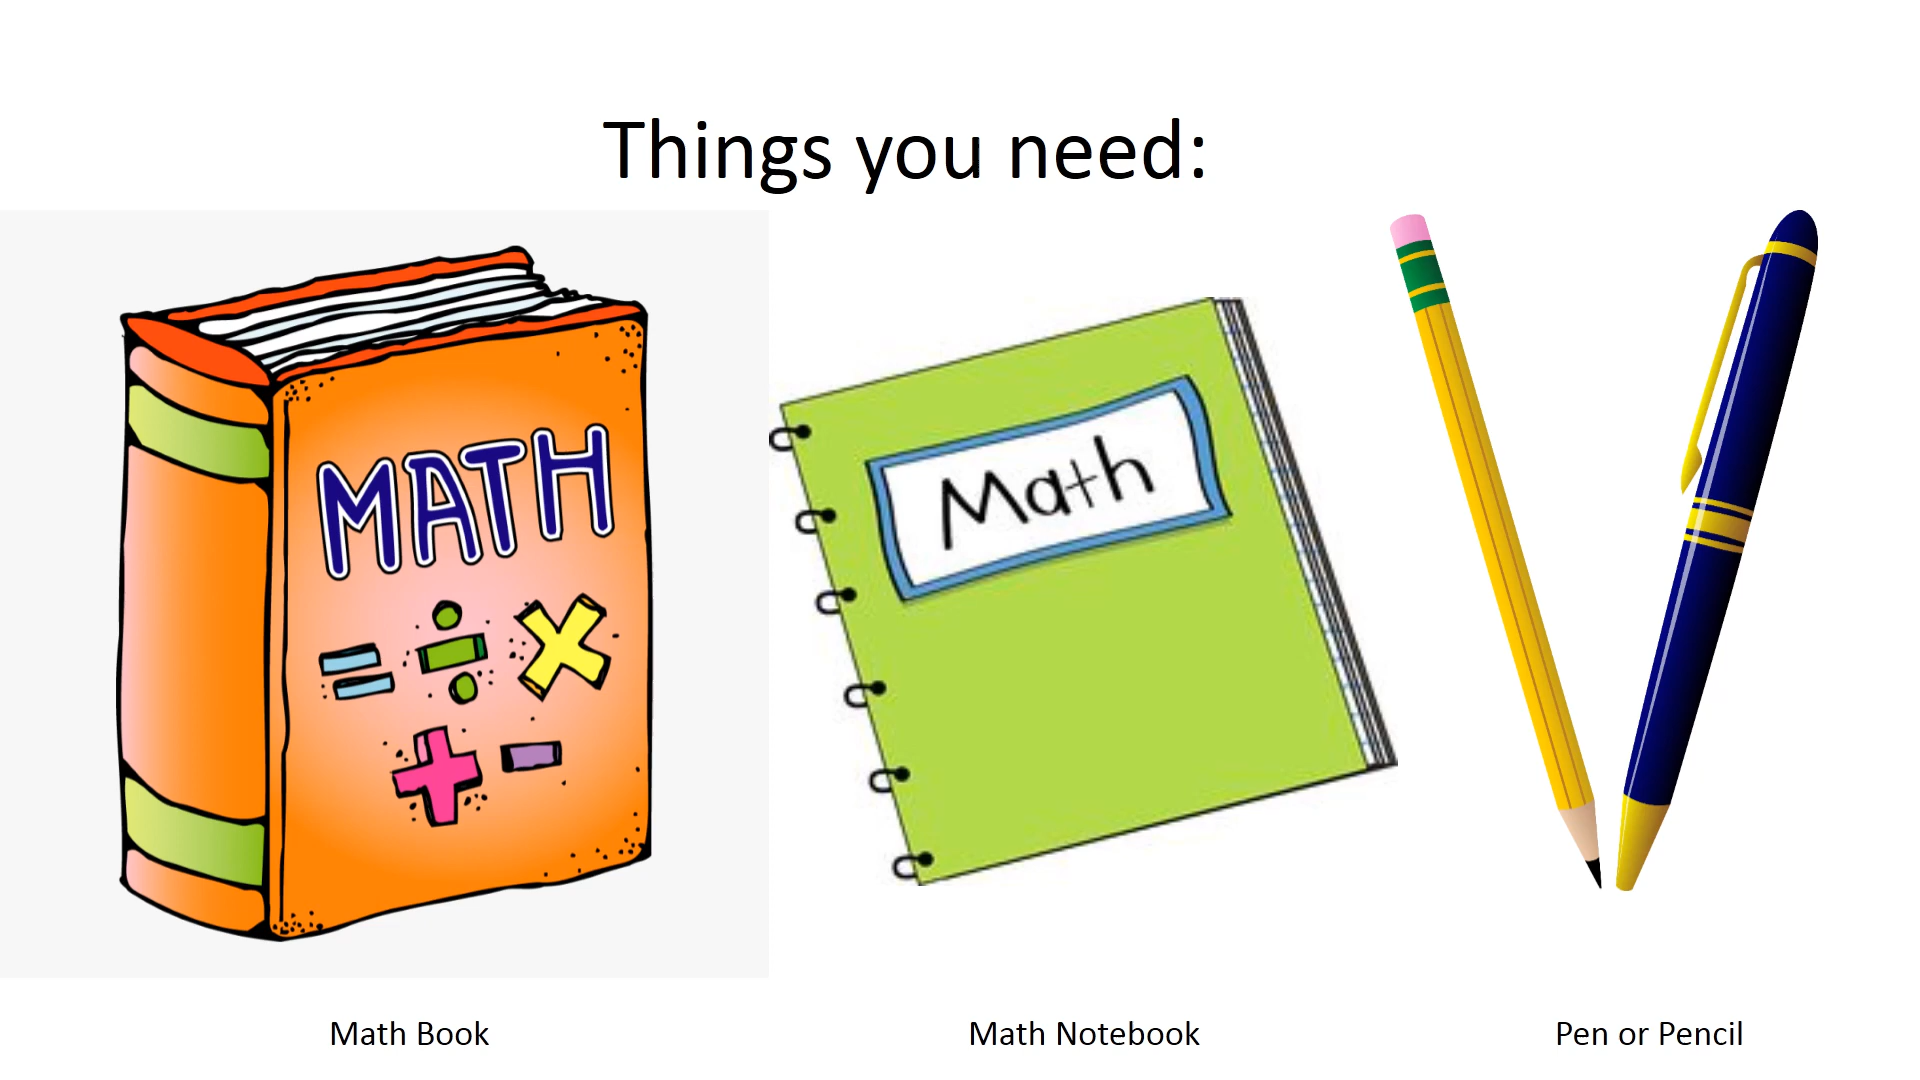 Things you need:
MATH
= ÷ ×
+ -
Math
Math Book
Math Notebook
Pen or Pencil